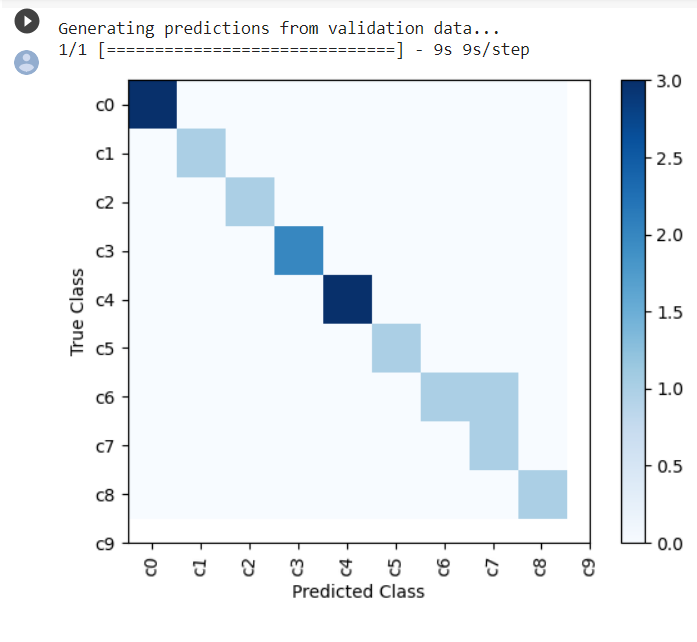 Generating predictions from validation data...
1/1 [==============================] - 9s 9s/step
c0
c1
c2
c3
c4
c5
c6
c7
c8
c9
True Class
c0 c1 c2 c3 c4 c5 c6 c7 c8 c9
Predicted Class
3.0
2.5
2.0
1.5
1.0
0.5
0.0